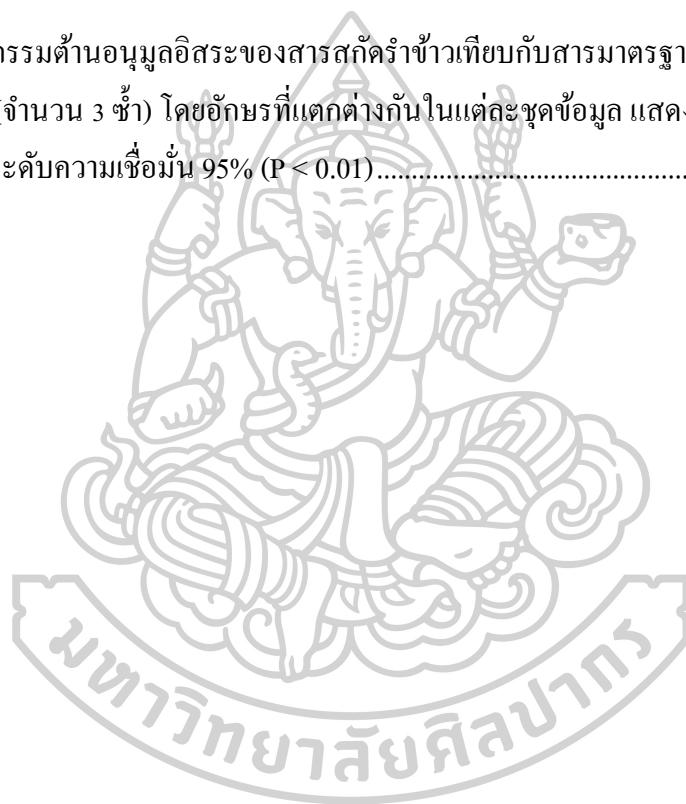 กรรมต้านอนุมูลอิสระของสารสกัดรำข้าวเทียบกับสารมาตรฐา
(จำนวน 3 ซ้ำ) โดยอักษรที่แตกต่างกันในแต่ละชุดข้อมูล แสดง
ะดับความเชื่อมั่น 95% (P < 0.01)......................................
มหาวิทยาลัยศิลปากร